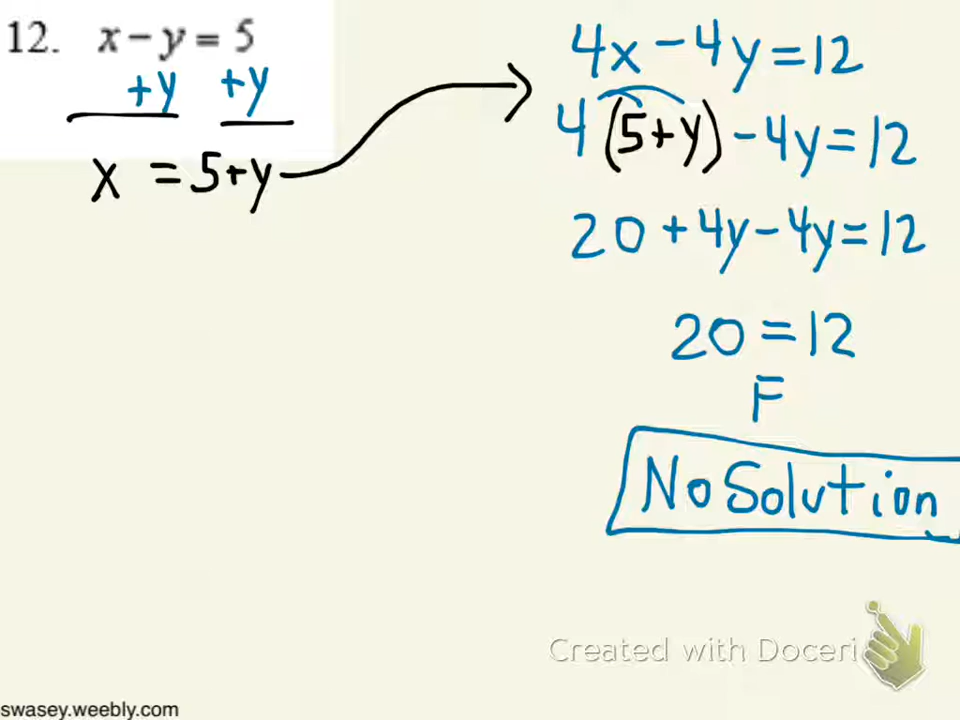 12. x – y = 5
+y +y
x = 5+y
4x - 4y = 12
4(5+y) - 4y = 12
20 + 4y - 4y = 12
20 = 12
F
No Solution
Created with Doceri
swasey.weebly.com